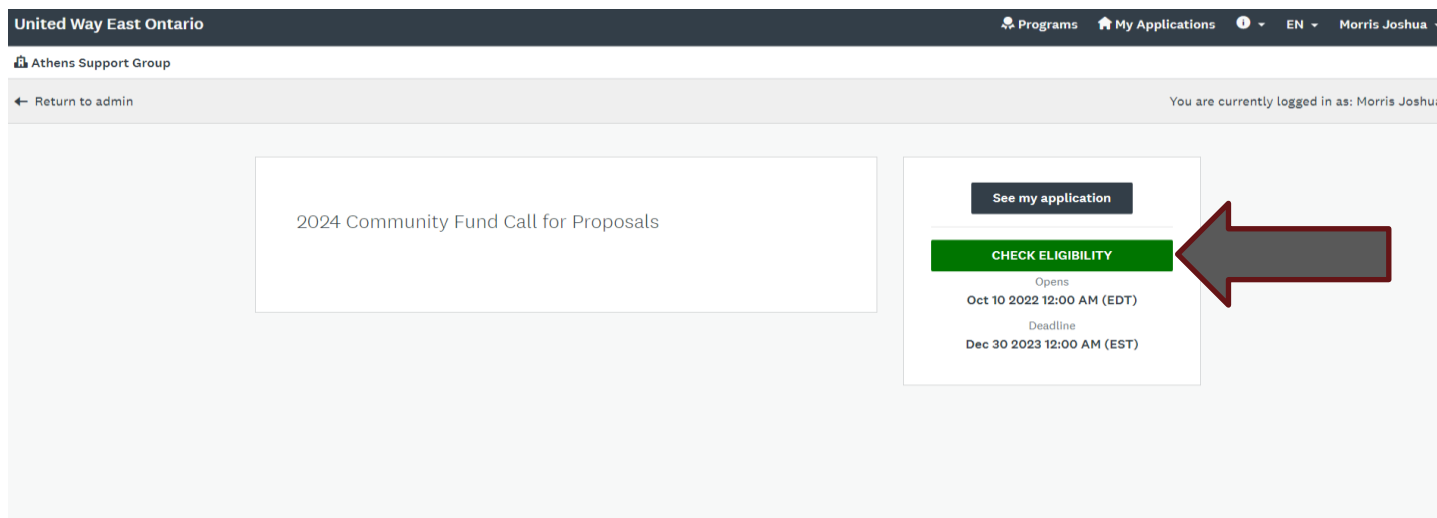 United Way East Ontario
Programs My Applications EN Morris Joshua
Athens Support Group
← Return to admin
You are currently logged in as: Morris Joshua
2024 Community Fund Call for Proposals
See my application
CHECK ELIGIBILITY
Opens
Oct 10 2022 12:00 AM (EDT)
Deadline
Dec 30 2023 12:00 AM (EST)